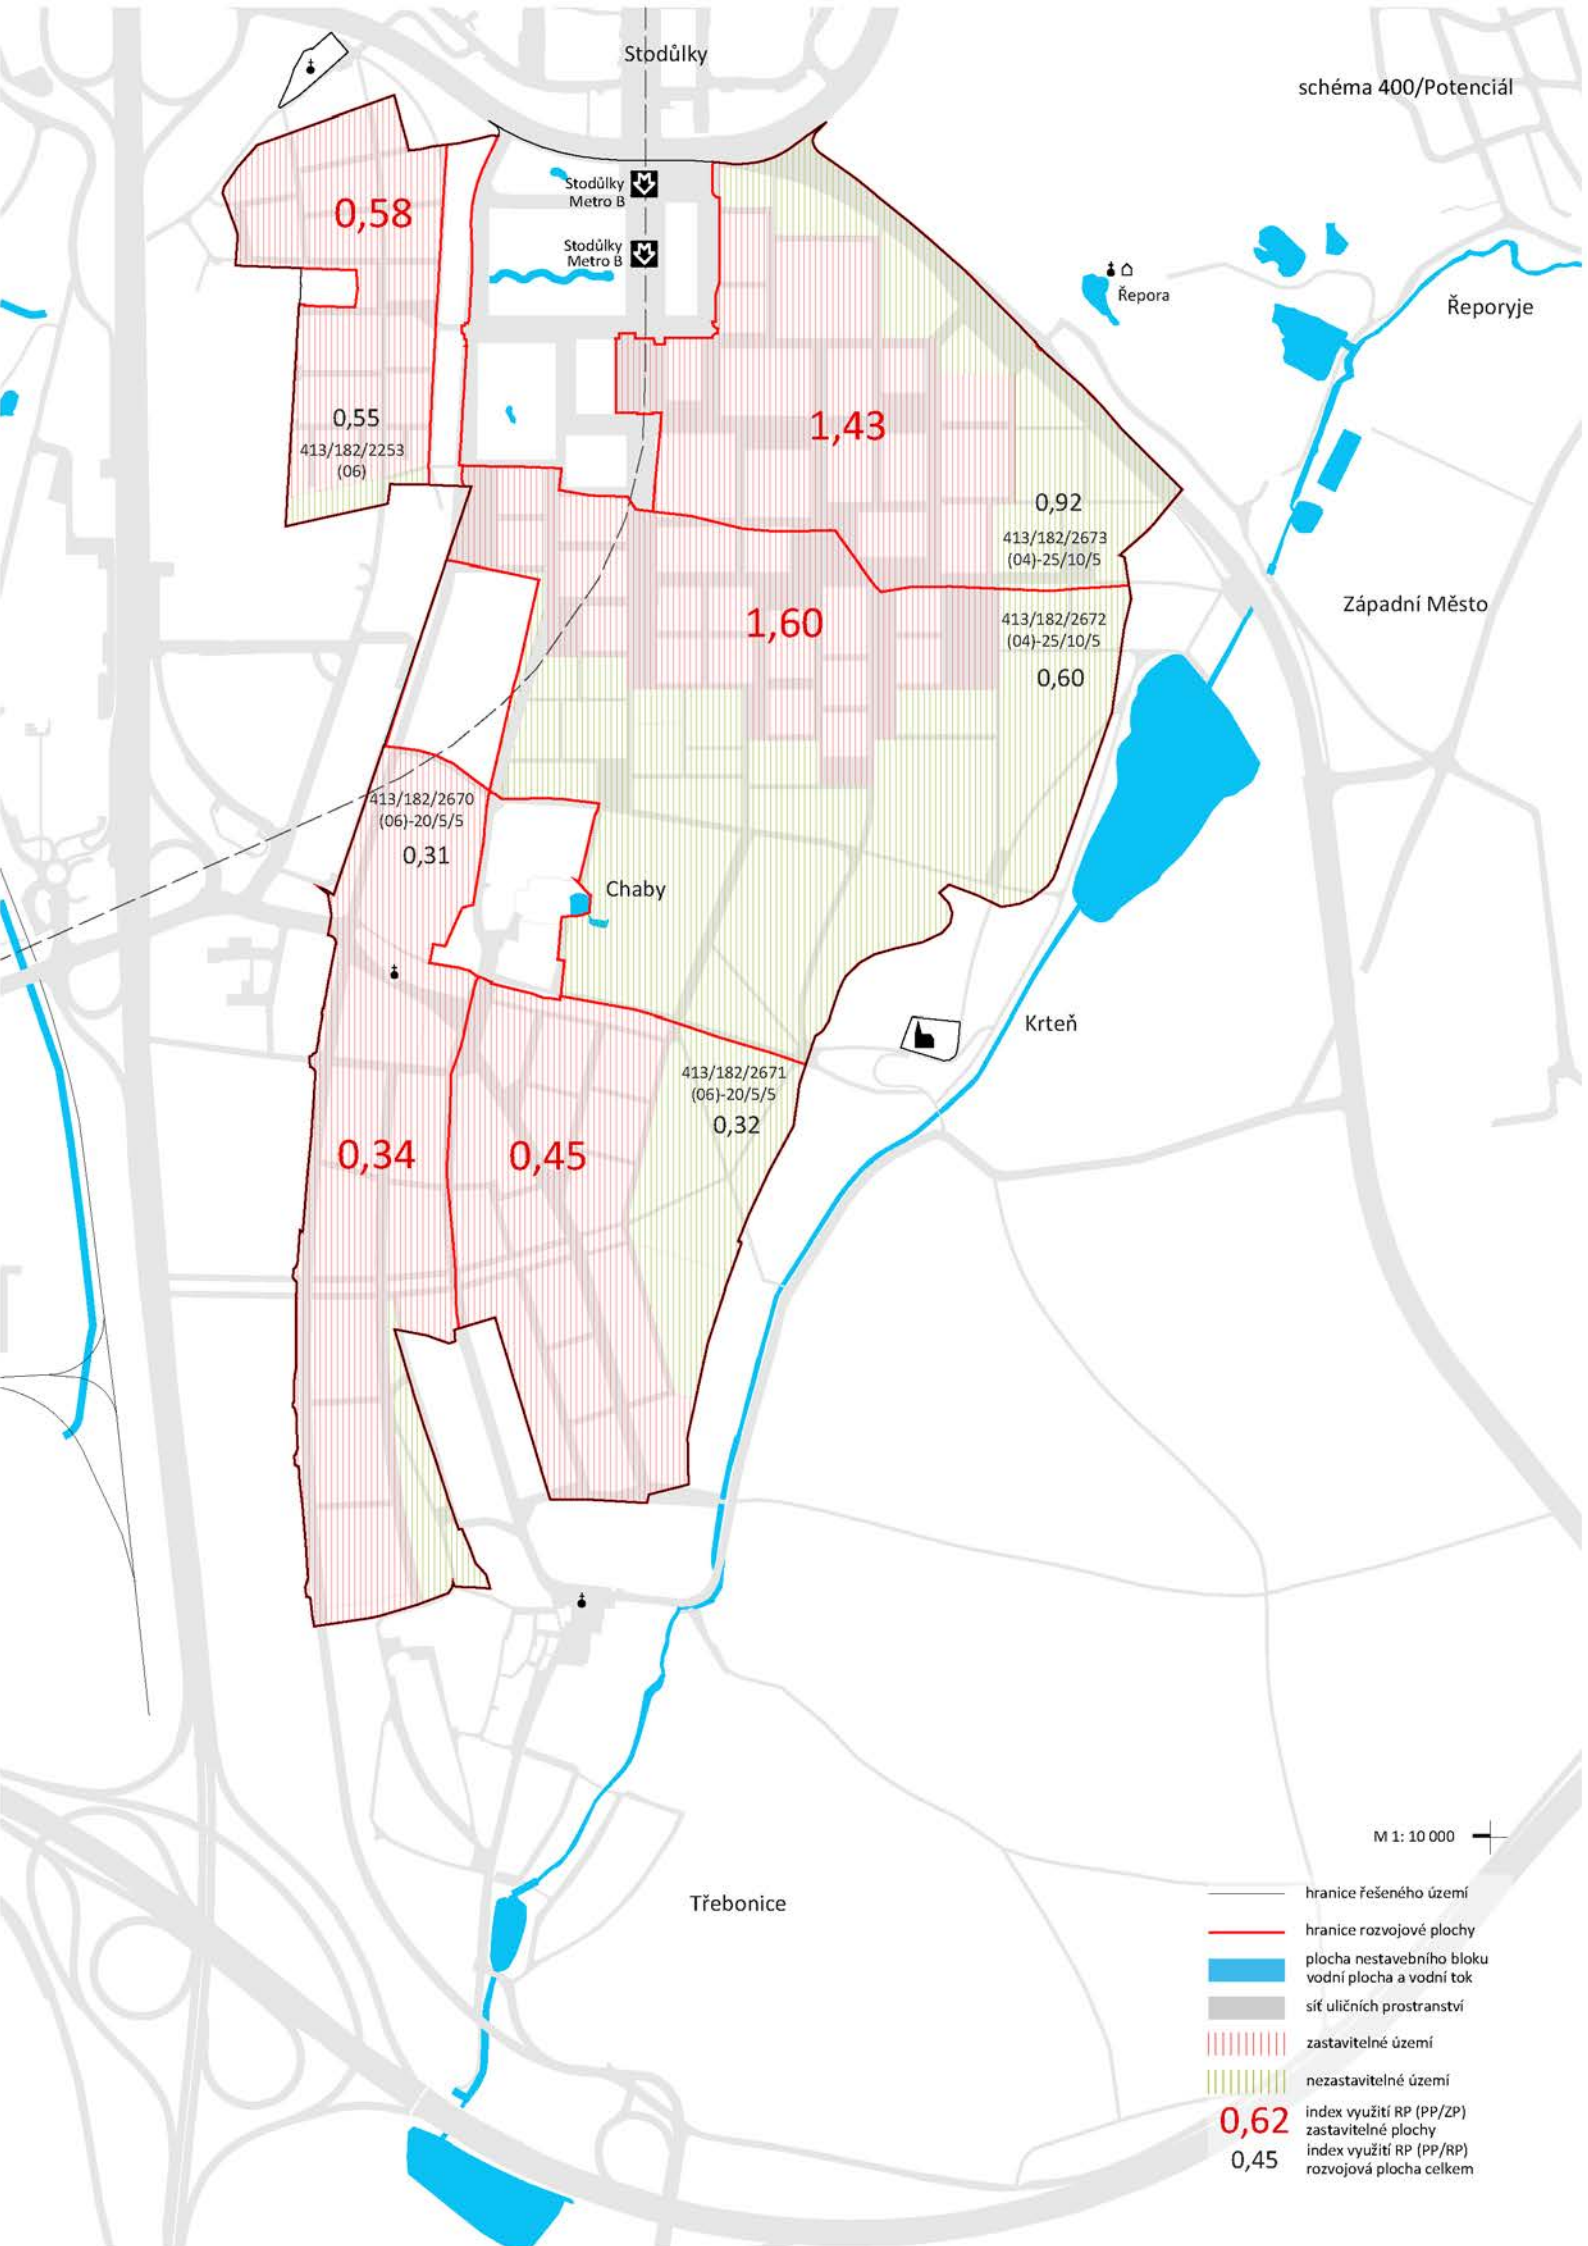 Stodůlky
schéma 400/Potenciál
Stodůlky
Metro B
0,58
Stodůlky
Metro B
Řepora
Řeporyje
0,55
413/182/2253
(06)
1,43
0,92
413/182/2673
(04)-25/10/5
Západní Město
1,60
413/182/2672
(04)-25/10/5
0,60
413/182/2670
(06)-20/5/5
0,31
Chaby
Krteň
413/182/2671
(06)-20/5/5
0,32
0,34
0,45
Třebonice
M 1: 10 000
hranice řešeného území
hranice rozvojové plochy
plocha nestavebního bloku
vodní plocha a vodní tok
síť uličních prostranství
zastavitelné území
nezastavitelné území
0,62
index využití RP (PP/ZP)
zastavitelné plochy
0,45
index využití RP (PP/RP)
rozvojová plocha celkem